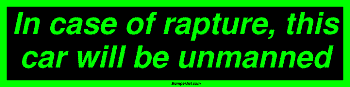 In case of rapture, this
car will be unmanned